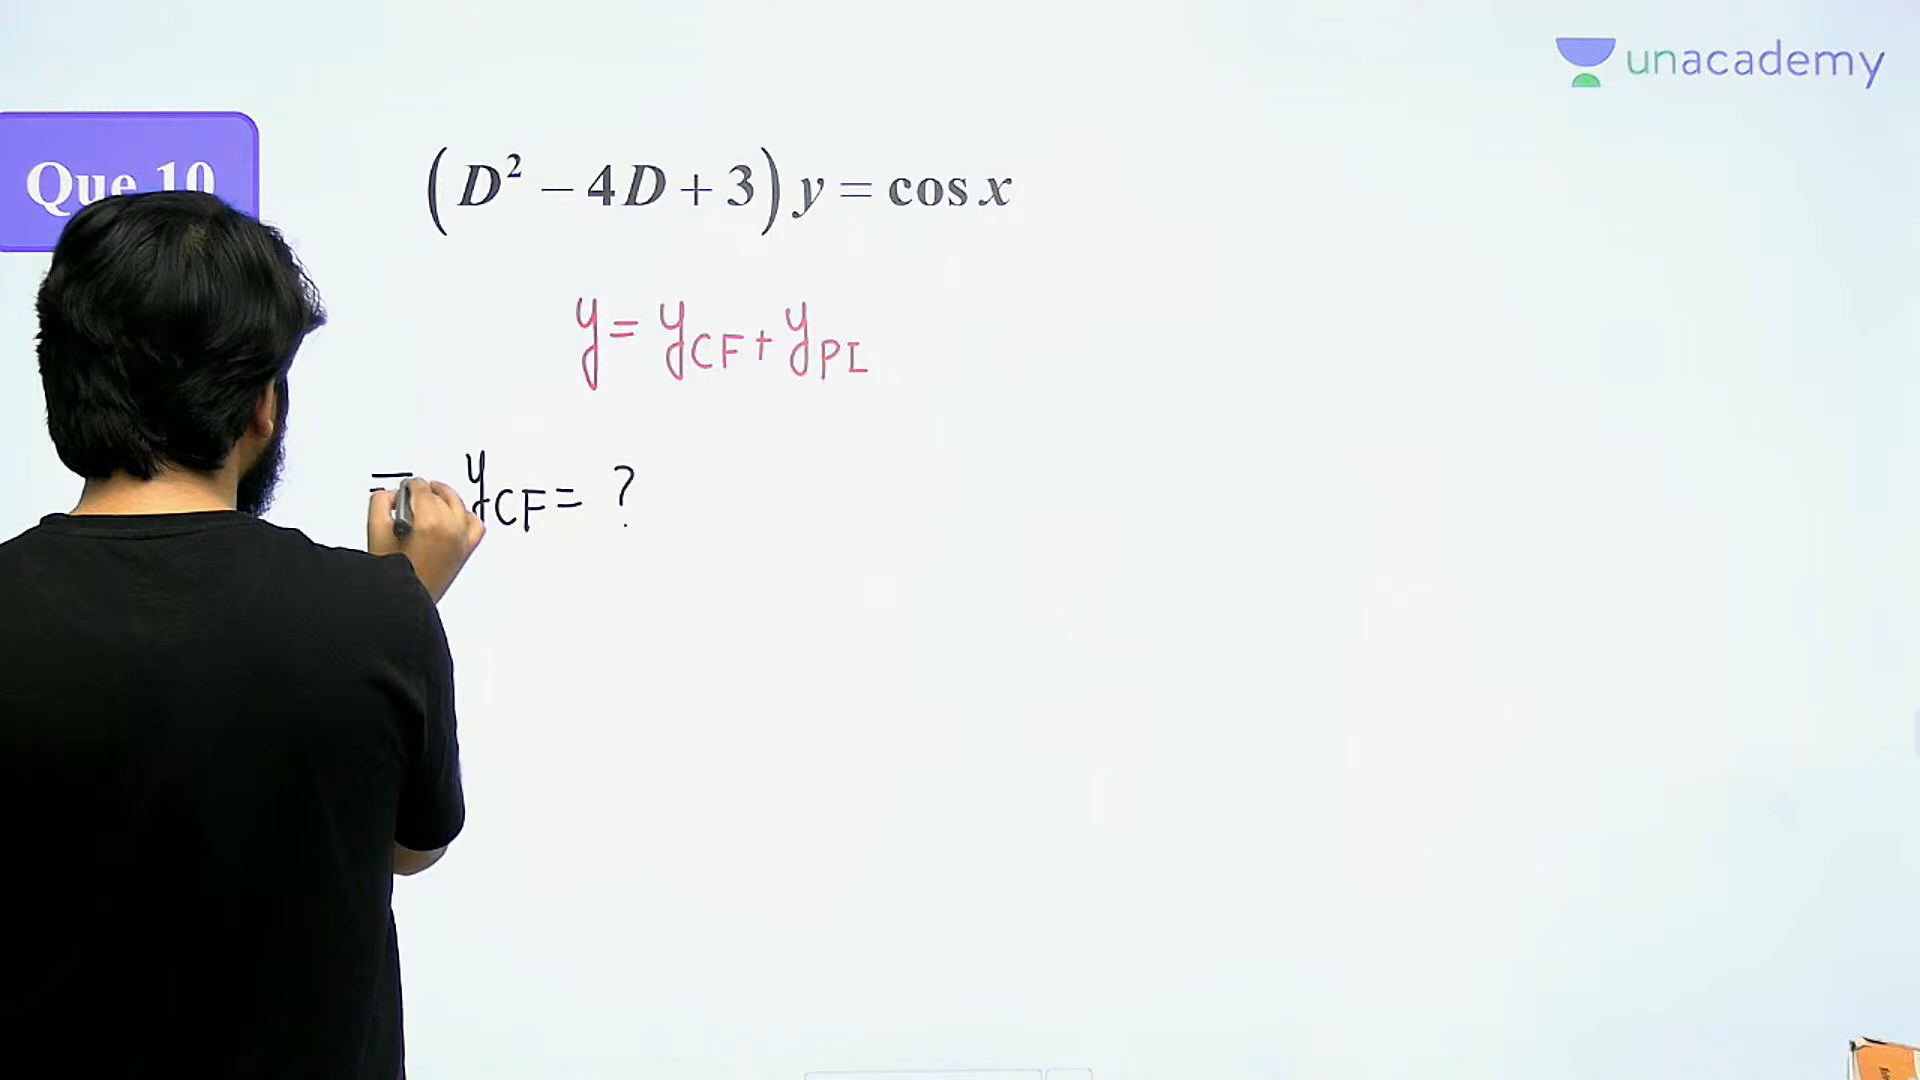 unacademy
Que 10
(D² − 4D + 3) y = cos x
y = y_CF + y_PI
⇒ y_CF = ?